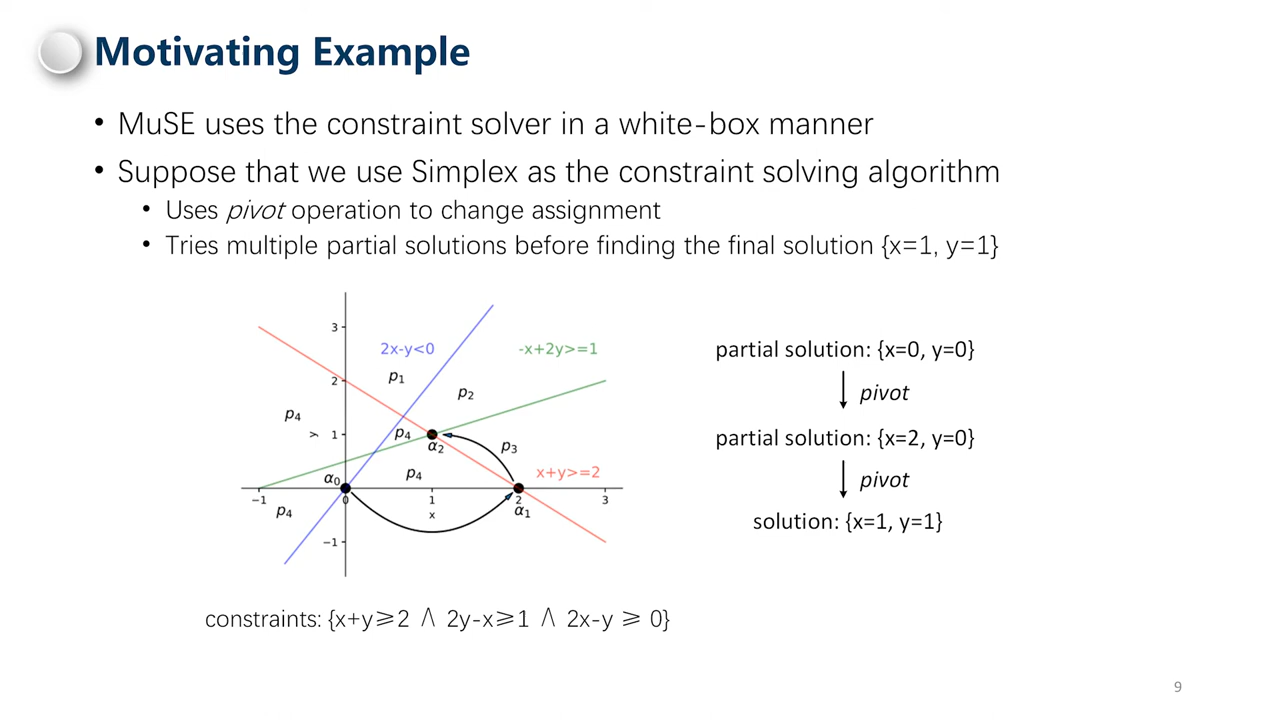 Motivating Example
• MuSE uses the constraint solver in a white-box manner
• Suppose that we use Simplex as the constraint solving algorithm
• Uses pivot operation to change assignment
• Tries multiple partial solutions before finding the final solution {x=1, y=1}
3
2x-y<0
-x+2y>=1
2
p1
p2
p4
y
1
p4
α2
p3
α0
p4
x+y>=2
−1
0
1
2
3
x
α1
p4
−1
partial solution: {x=0, y=0}
pivot
partial solution: {x=2, y=0}
pivot
solution: {x=1, y=1}
constraints: {x+y⩾2 ∧ 2y-x⩾1 ∧ 2x-y ⩾ 0}
9